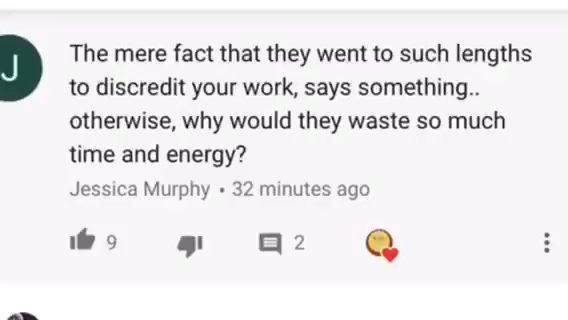 J
The mere fact that they went to such lengths
to discredit your work, says something..
otherwise, why would they waste so much
time and energy?
Jessica Murphy • 32 minutes ago
9
2